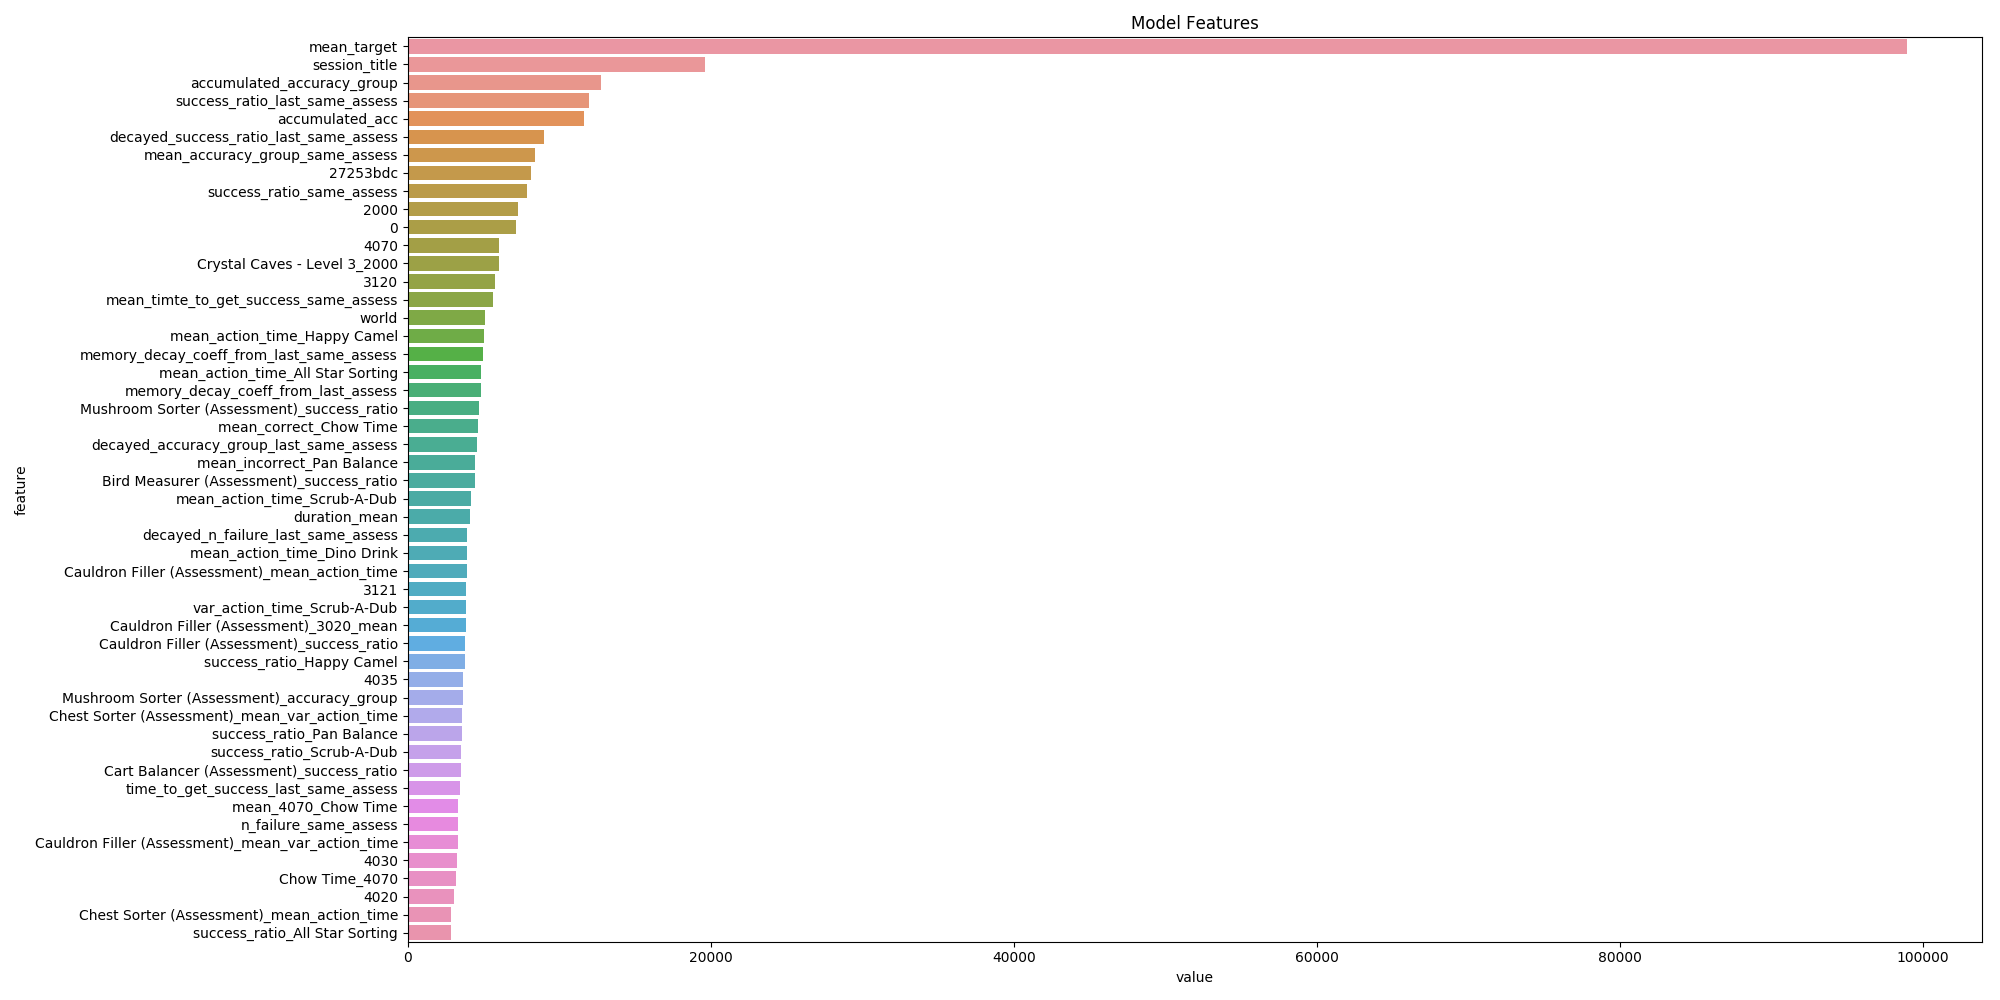 Model Features
mean_target
session_title
accumulated_accuracy_group
success_ratio_last_same_assess
accumulated_acc
decayed_success_ratio_last_same_assess
mean_accuracy_group_same_assess
27253bdc
success_ratio_same_assess
2000
0
4070
Crystal Caves - Level 3_2000
3120
mean_timte_to_get_success_same_assess
world
mean_action_time_Happy Camel
memory_decay_coeff_from_last_same_assess
mean_action_time_All Star Sorting
memory_decay_coeff_from_last_assess
Mushroom Sorter (Assessment)_success_ratio
mean_correct_Chow Time
decayed_accuracy_group_last_same_assess
mean_incorrect_Pan Balance
Bird Measurer (Assessment)_success_ratio
mean_action_time_Scrub-A-Dub
duration_mean
decayed_n_failure_last_same_assess
mean_action_time_Dino Drink
Cauldron Filler (Assessment)_mean_action_time
3121
var_action_time_Scrub-A-Dub
Cauldron Filler (Assessment)_3020_mean
Cauldron Filler (Assessment)_success_ratio
success_ratio_Happy Camel
4035
Mushroom Sorter (Assessment)_accuracy_group
Chest Sorter (Assessment)_mean_var_action_time
success_ratio_Pan Balance
success_ratio_Scrub-A-Dub
Cart Balancer (Assessment)_success_ratio
time_to_get_success_last_same_assess
mean_4070_Chow Time
n_failure_same_assess
Cauldron Filler (Assessment)_mean_var_action_time
4030
Chow Time_4070
4020
Chest Sorter (Assessment)_mean_action_time
success_ratio_All Star Sorting
feature
0 20000 40000 60000 80000 100000
value